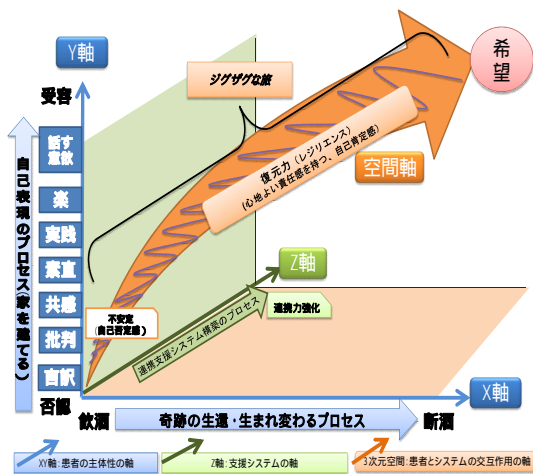 Y軸
希望
受容
ジグザグな旅
話す
意欲
自己表現のプロセス(家を建てる)
復元力(レジリエンス)
(心地よい責任感を持つ、自己肯定感)
空間軸
楽
実践
素直
Z軸
共感
不安定
(自己否定感)
連携支援システム構築のプロセス
連携力強化
批判
言訳
X軸
否認
飲酒
奇跡の生還・生まれ変わるプロセス
断酒
XY軸:患者の主体性の軸
Z軸:支援システムの軸
3次元空間:患者とシステムの交互作用の軸